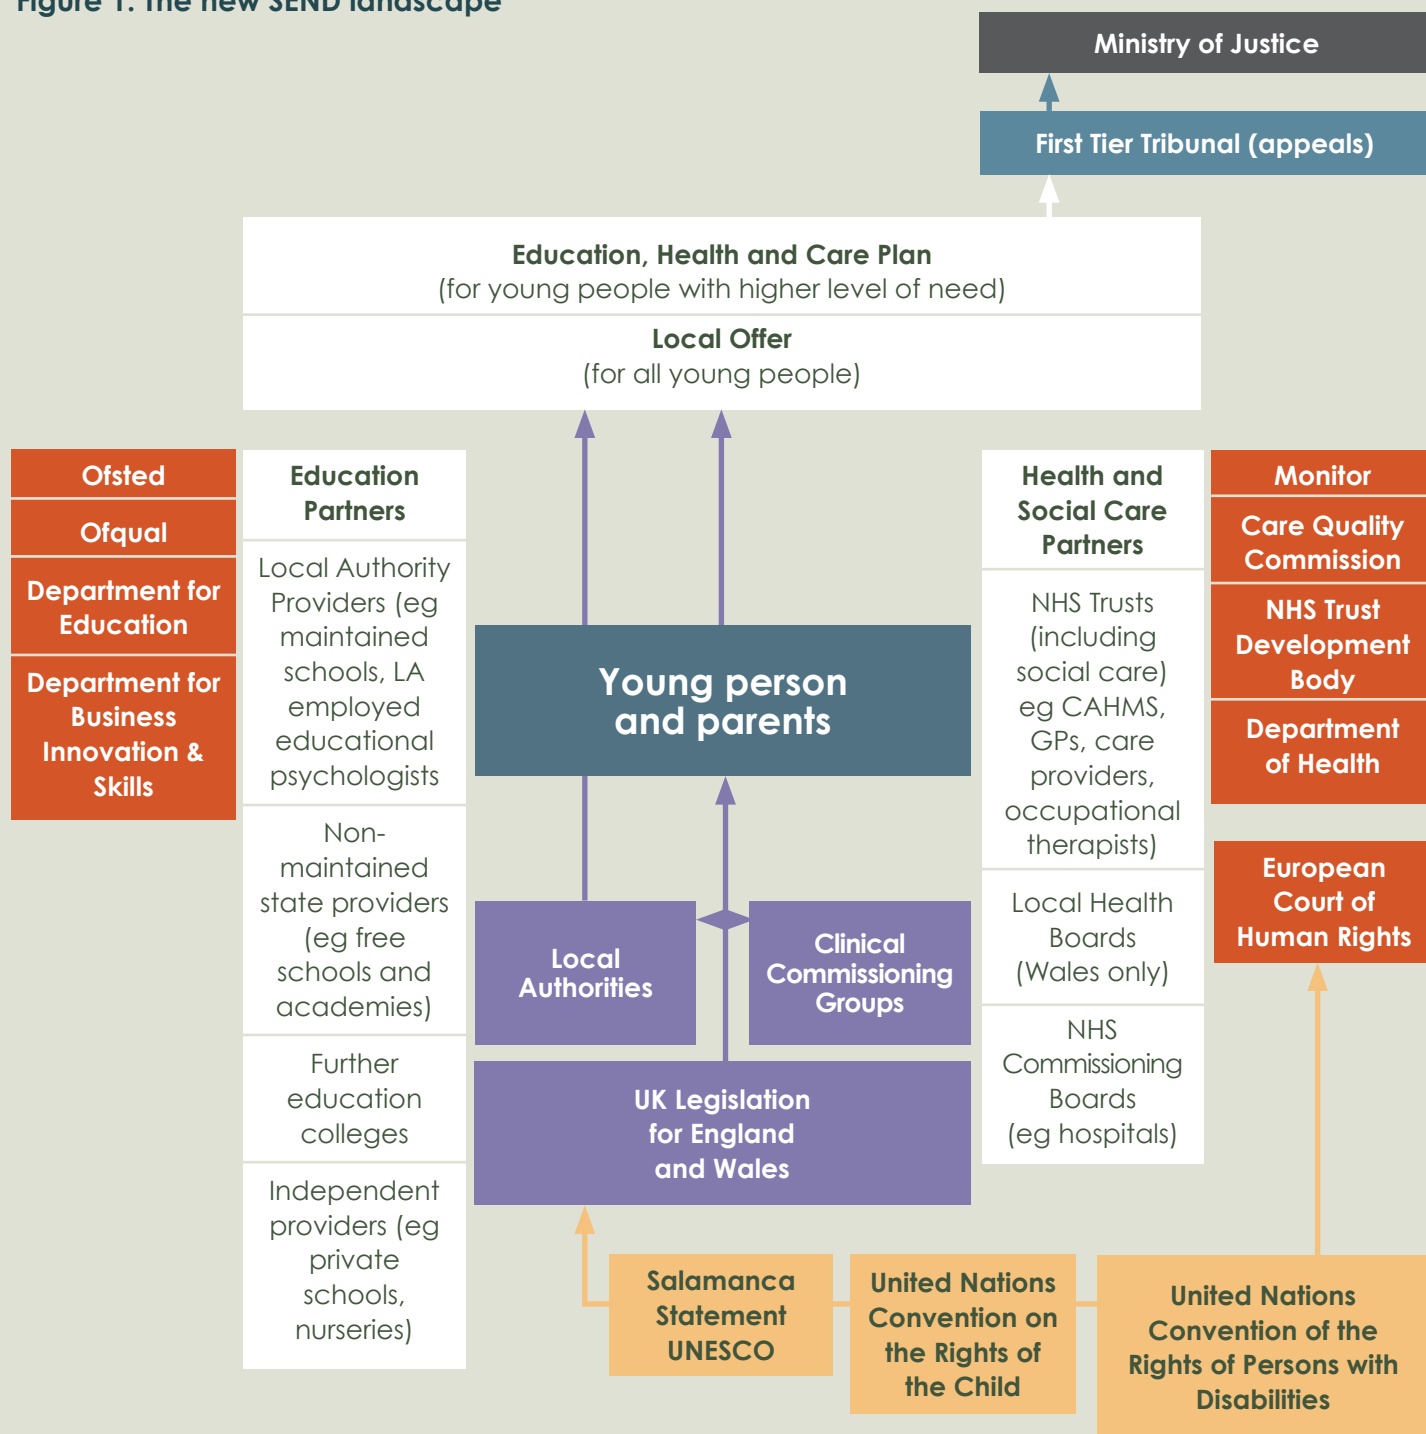 Figure 1. The new SEND landscape
Ministry of Justice
First Tier Tribunal (appeals)
Education, Health and Care Plan
(for young people with higher level of need)
Local Offer
(for all young people)
Ofsted
Ofqual
Department for
Education
Department for
Business
Innovation &
Skills
Education
Partners
Local Authority
Providers (eg
maintained
schools, LA
employed
educational
psychologists
Non-
maintained
state providers
(eg free
schools and
academies)
Further
education
colleges
Independent
providers (eg
private
schools,
nurseries)
Young person
and parents
Local
Authorities
Clinical
Commissioning
Groups
UK Legislation
for England
and Wales
Health and
Social Care
Partners
NHS Trusts
(including
social care)
eg CAHMS,
GPs, care
providers,
occupational
therapists)
Local Health
Boards
(Wales only)
NHS
Commissioning
Boards
(eg hospitals)
Monitor
Care Quality
Commission
NHS Trust
Development
Body
Department
of Health
European
Court of
Human Rights
Salamanca
Statement
UNESCO
United Nations
Convention on
the Rights of
the Child
United Nations
Convention of the
Rights of Persons with
Disabilities